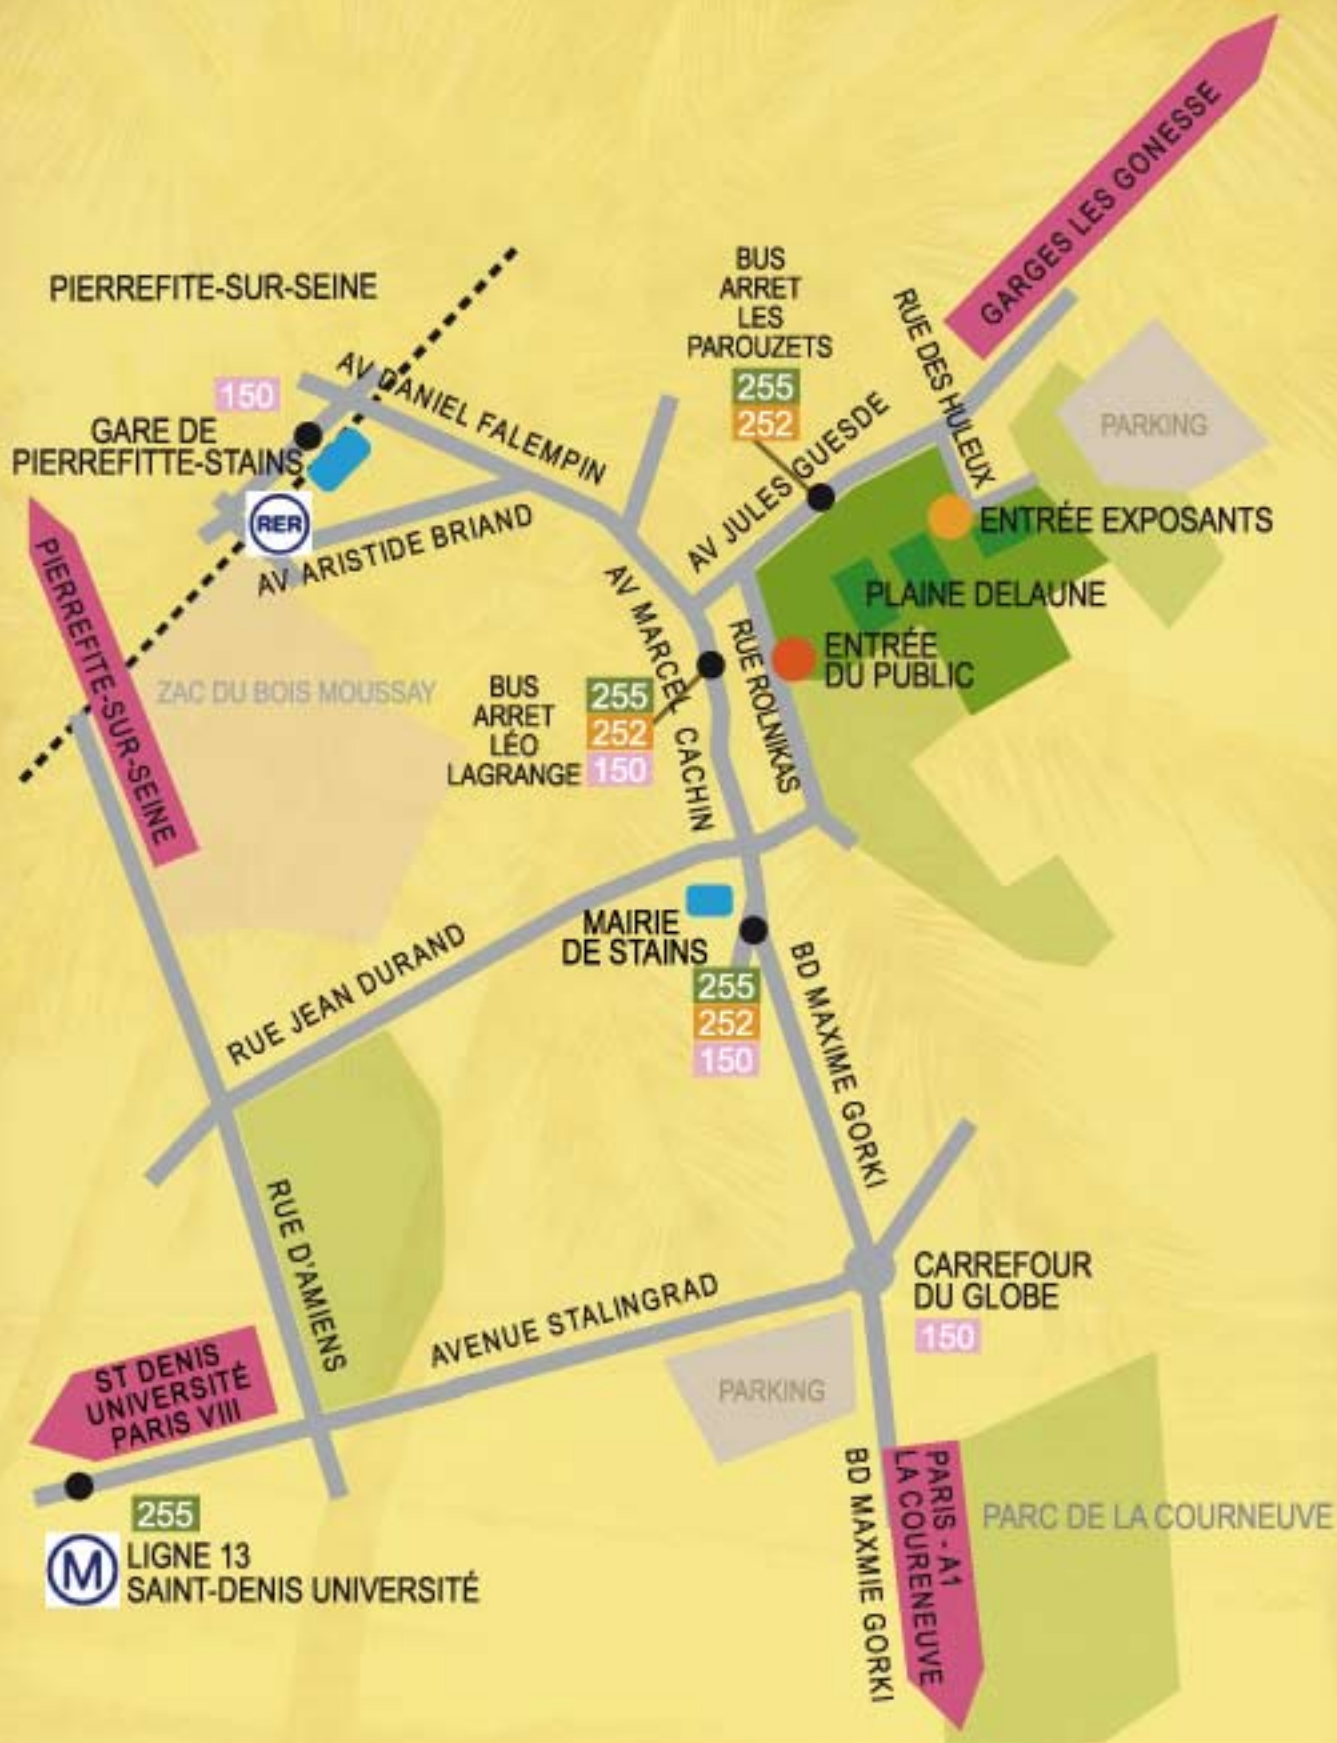 GARGES LES GONESSE
PIERREFITE-SUR-SEINE
BUS
ARRET
LES
PAROUZETS
255
252
RUE DES HULEUX
PARKING
150
GARE DE
PIERREFITTE-STAINS
RER
AV DANIEL FALEMPIN
AV ARISTIDE BRIAND
AV JULES GUESDE
ENTRÉE EXPOSANTS
PLAINE DELAUNE
ENTRÉE
DU PUBLIC
PIERREFITE-SUR-SEINE
ZAC DU BOIS MOUSSAY
BUS
ARRET
LÉO
LAGRANGE
255
252
150
AV MARCEL CACHIN
RUE ROLNIKAS
MAIRIE
DE STAINS
255
252
150
RUE JEAN DURAND
BD MAXIME GORKI
RUE D'AMIENS
AVENUE STALINGRAD
CARREFOUR
DU GLOBE
150
PARKING
ST DENIS
UNIVERSITÉ
PARIS VIII
255
M
LIGNE 13
SAINT-DENIS UNIVERSITÉ
BD MAXMIE GORKI
PARIS - A1
LA COURENEUVE
PARC DE LA COURNEUVE